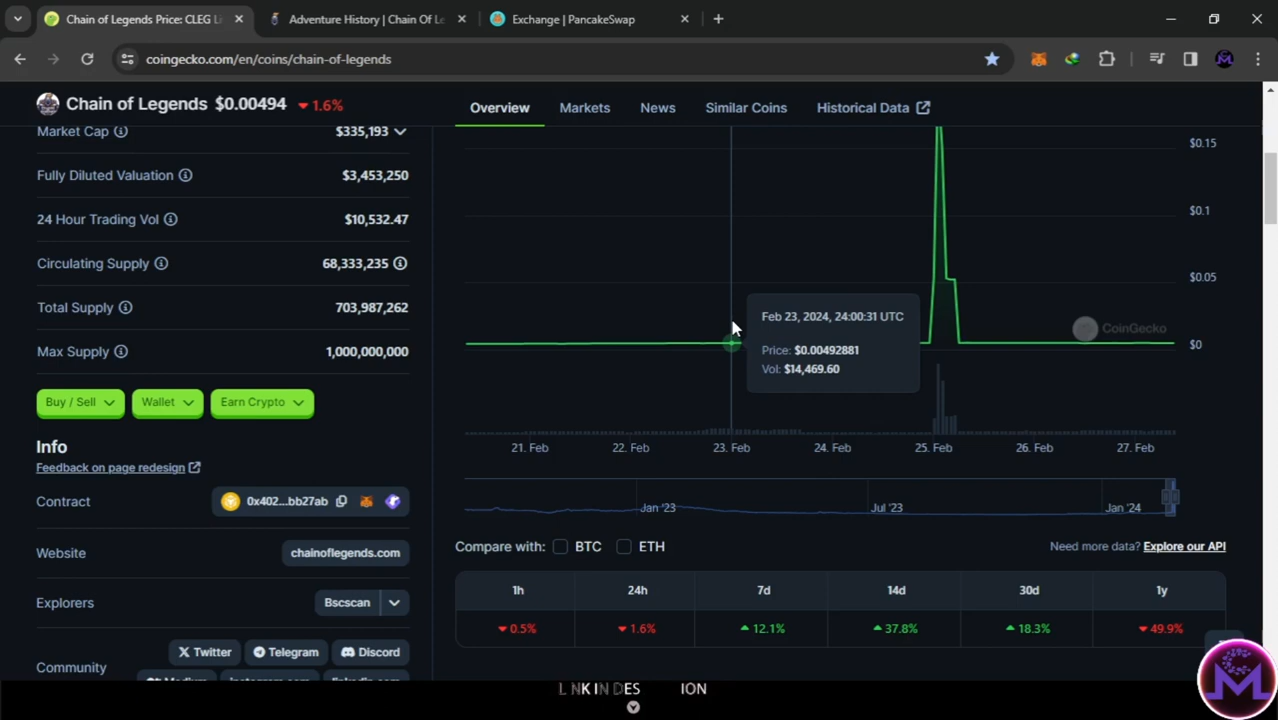 Chain of Legends Price: CLEG Li
Adventure History | Chain Of Le
Exchange | PancakeSwap
coingecko.com/en/coins/chain-of-legends
Chain of Legends $0.00494 1.6%
Overview
Markets
News
Similar Coins
Historical Data
Market Cap $335,193
Fully Diluted Valuation $3,453,250
24 Hour Trading Vol $10,532.47
Circulating Supply 68,333,235
Total Supply 703,987,262
Max Supply 1,000,000,000
Buy / Sell
Wallet
Earn Crypto
Info
Feedback on page redesign
Contract 0x402...bb27ab
Website chainoflegends.com
Explorers Bscscan
Community Twitter Telegram Discord
Medium instagram.com linkedin.com
$0.15
$0.1
$0.05
$0
Feb 23, 2024, 24:00:31 UTC
Price: $0.00492881
Vol: $14,469.60
CoinGecko
21. Feb 22. Feb 23. Feb 24. Feb 25. Feb 26. Feb 27. Feb
Jan '23 Jul '23 Jan '24
Compare with: BTC ETH
Need more data? Explore our API
1h 24h 7d 14d 30d 1y
0.5% 1.6% 12.1% 37.8% 18.3% 49.9%